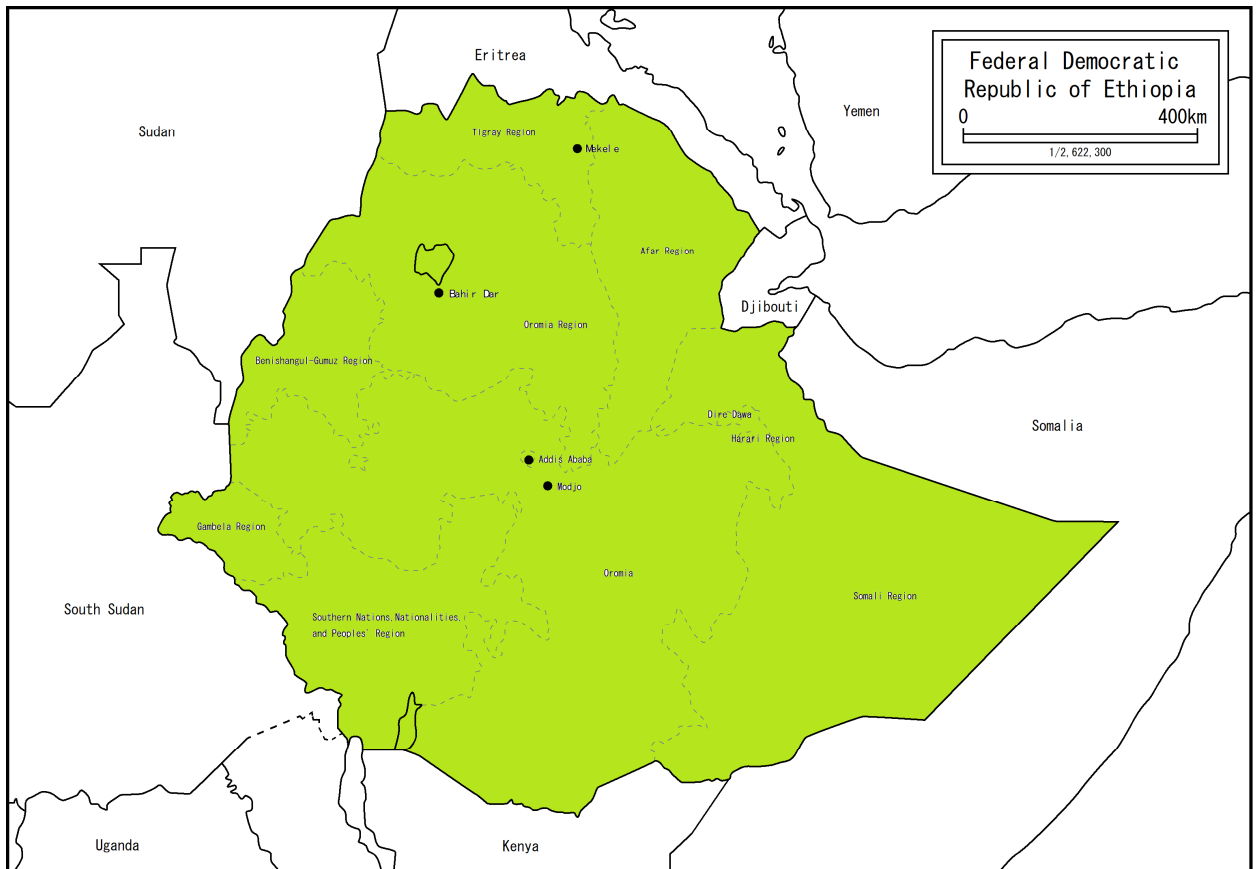 Federal Democratic
Republic of Ethiopia
0 400km
1/2,622,300
Eritrea
Yemen
Sudan
Tigray Region
Mekele
Afar Region
Bahir Dar
Djibouti
Oromia Region
Benishangul-Gumuz Region
Dire Dawa
Harari Region
Somalia
Addis Ababa
Modjo
Gambela Region
Oromia
Somali Region
South Sudan
Southern Nations,Nationalities,
and Peoples' Region
Uganda
Kenya